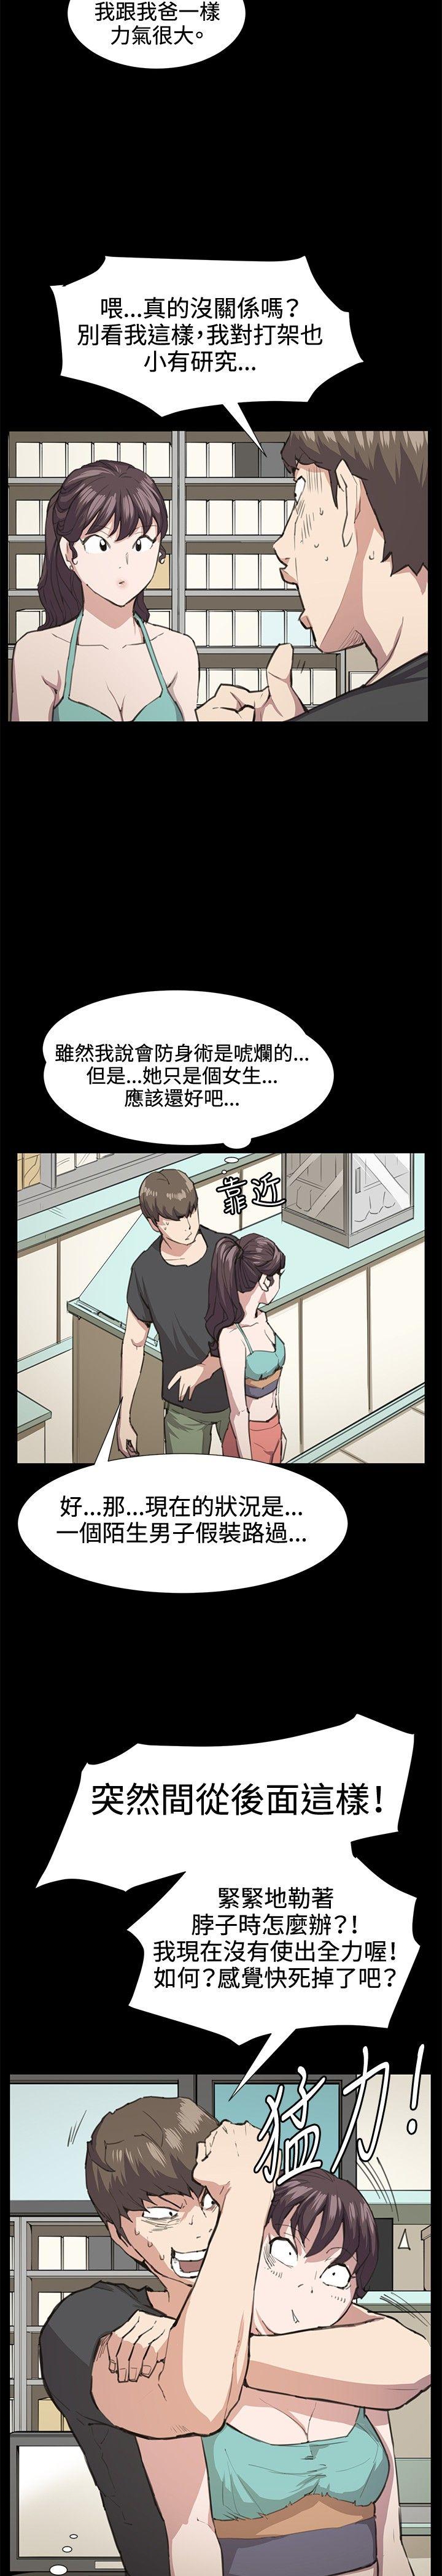 我跟我爸一樣
力氣很大。
喂...真的沒關係嗎?
別看我這樣,我對打架也
小有研究...
雖然我說會防身術是唬爛的...
但是...她只是個女生...
應該還好吧...
靠近
好...那...現在的狀況是...
一個陌生男子假裝路過...
突然間從後面這樣!
緊緊地勒著
脖子時怎麼辦?!
我現在沒有使出全力喔!
如何?感覺快死掉了吧?
猛力!